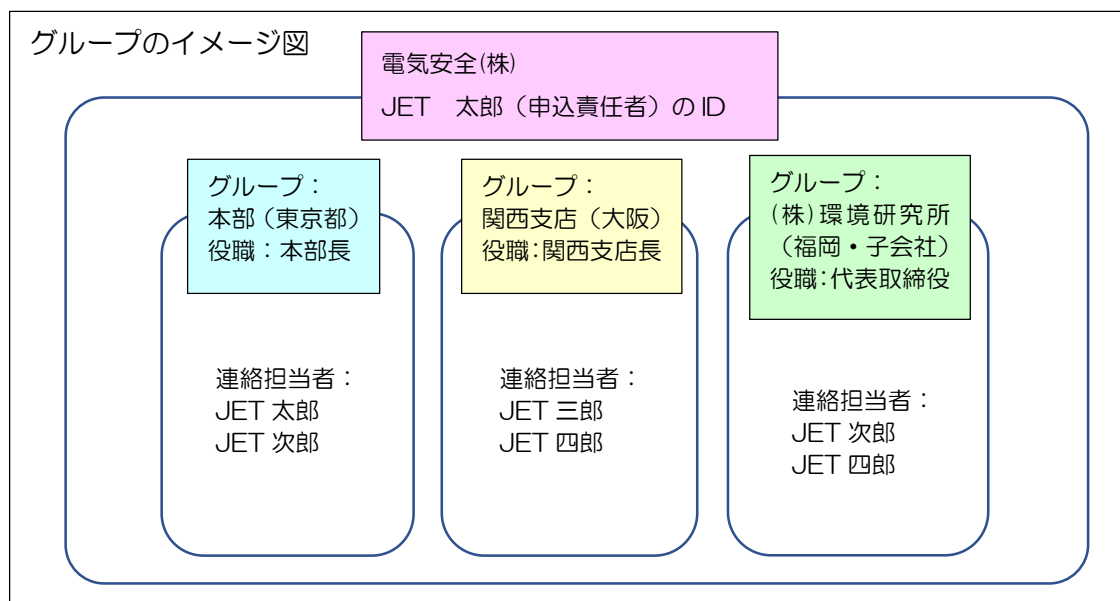 グループのイメージ図
電気安全(株)
JET 太郎（申込責任者）の ID
グループ：
本部（東京都）
役職：本部長
連絡担当者：
JET 太郎
JET 次郎
グループ：
関西支店（大阪）
役職：関西支店長
連絡担当者：
JET 三郎
JET 四郎
グループ：
(株)環境研究所
（福岡・子会社）
役職：代表取締役
連絡担当者：
JET 次郎
JET 四郎